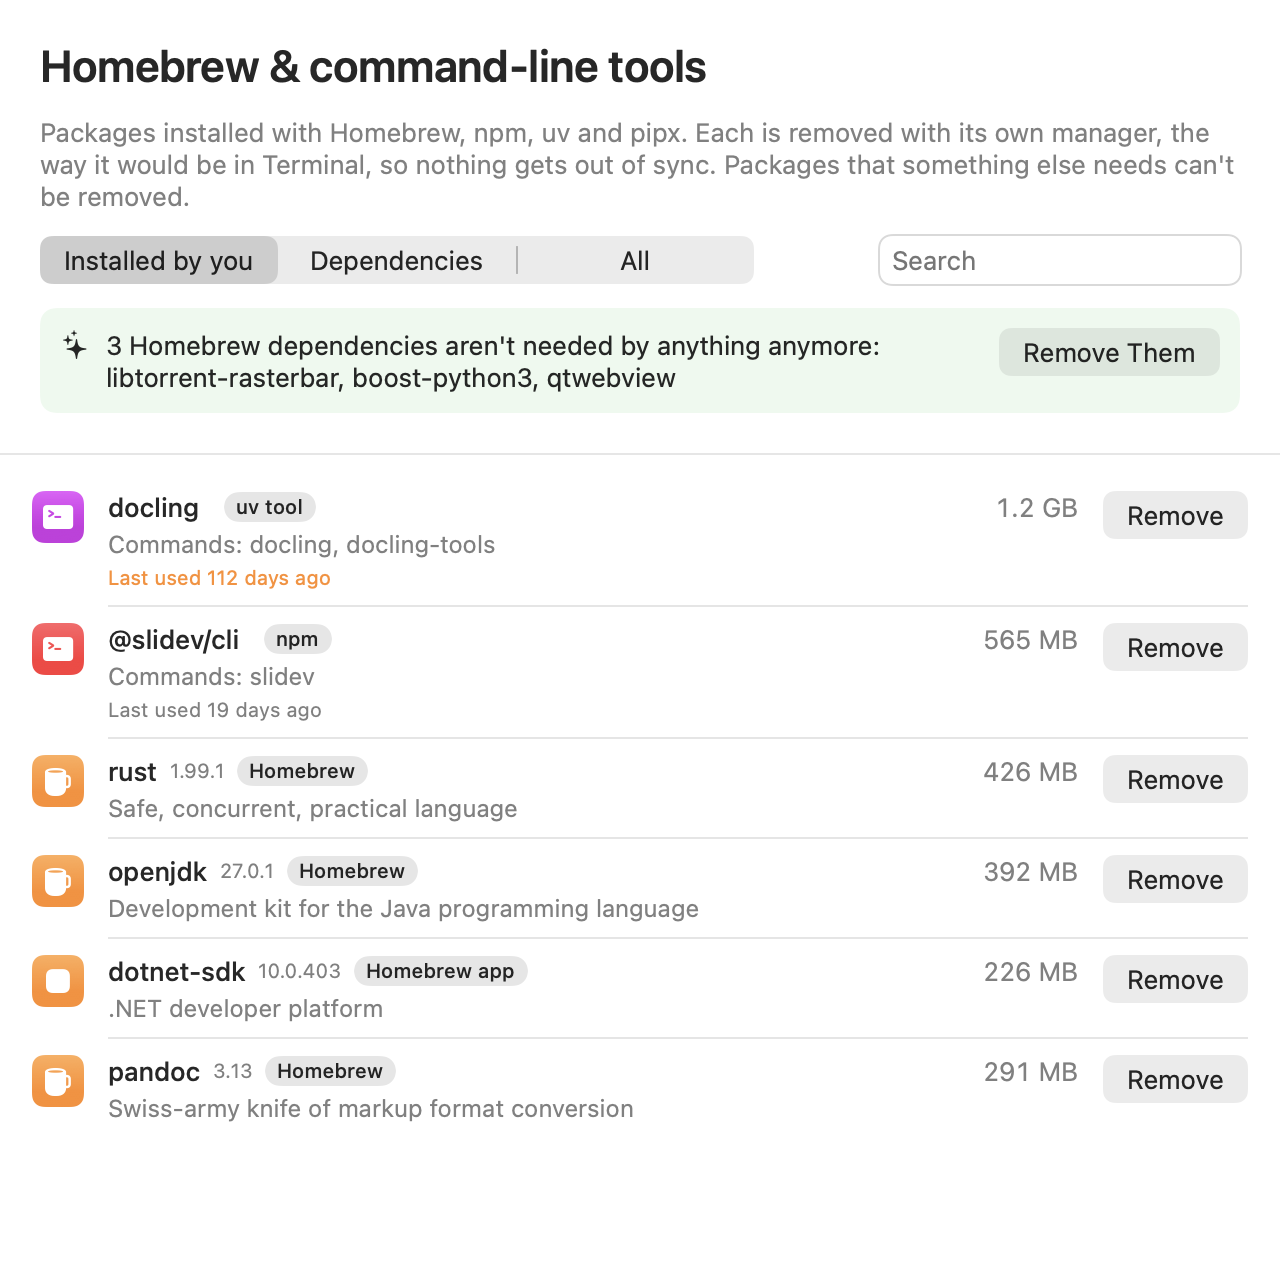 Homebrew & command-line tools
Packages installed with Homebrew, npm, uv and pipx. Each is removed with its own manager, the
way it would be in Terminal, so nothing gets out of sync. Packages that something else needs can't
be removed.
Installed by you
Dependencies
All
Search
3 Homebrew dependencies aren't needed by anything anymore:
libtorrent-rasterbar, boost-python3, qtwebview
Remove Them
docling uv tool 1.2 GB Remove
Commands: docling, docling-tools
Last used 112 days ago
@slidev/cli npm 565 MB Remove
Commands: slidev
Last used 19 days ago
rust 1.99.1 Homebrew 426 MB Remove
Safe, concurrent, practical language
openjdk 27.0.1 Homebrew 392 MB Remove
Development kit for the Java programming language
dotnet-sdk 10.0.403 Homebrew app 226 MB Remove
.NET developer platform
pandoc 3.13 Homebrew 291 MB Remove
Swiss-army knife of markup format conversion